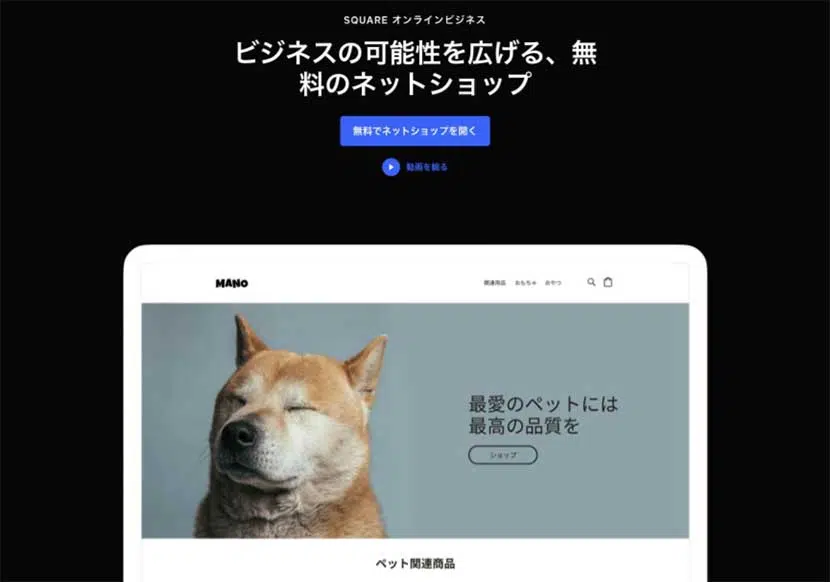 SQUARE オンラインビジネス
ビジネスの可能性を広げる、無
料のネットショップ
無料でネットショップを開く
動画を観る
MANO
関連用品 おもちゃ おやつ
最愛のペットには
最高の品質を
ショップ
ペット関連商品